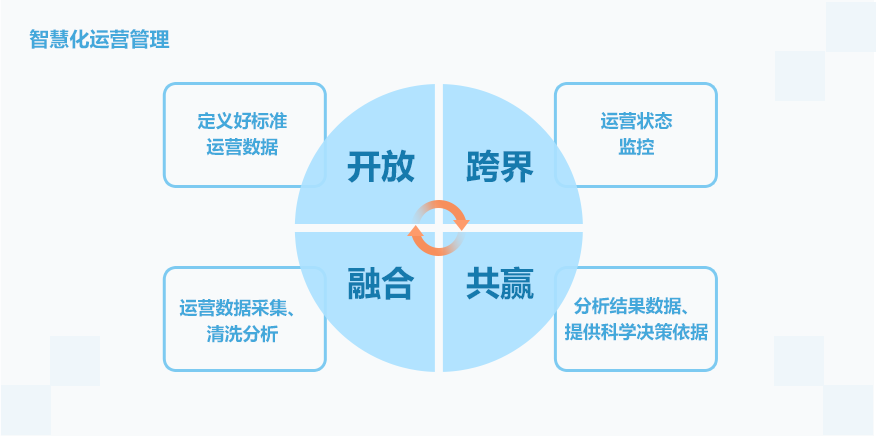 智慧化运营管理
定义好标准
运营数据
开放
跨界
运营状态
监控
运营数据采集、
清洗分析
融合
共赢
分析结果数据、
提供科学决策依据